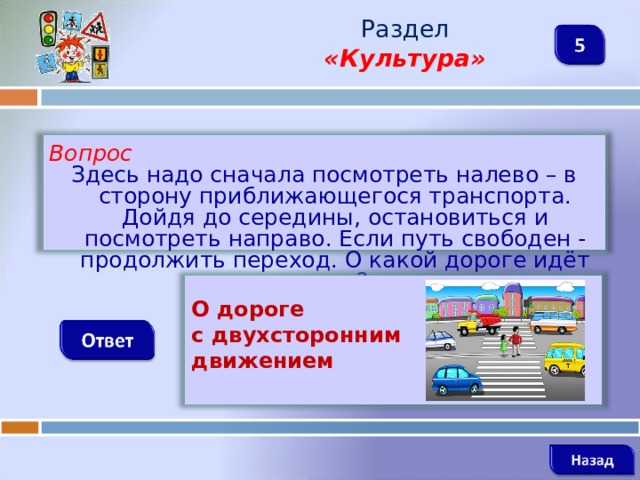 Раздел
«Культура»
5
Вопрос
Здесь надо сначала посмотреть налево – в
сторону приближающегося транспорта.
Дойдя до середины, остановиться и
посмотреть направо. Если путь свободен -
продолжить переход. О какой дороге идёт
О дороге
с двухсторонним
движением
Ответ
Назад